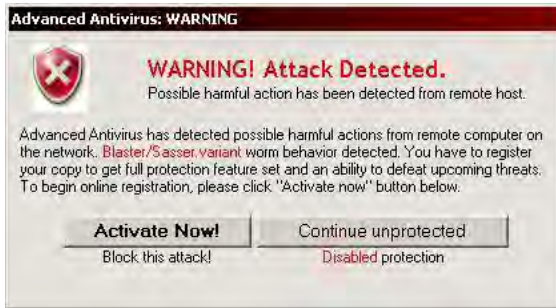 Advanced Antivirus: WARNING
WARNING! Attack Detected.
Possible harmful action has been detected from remote host.
Advanced Antivirus has detected possible harmful actions from remote computer on
the network. Blaster/Sasser.variant worm behavior detected. You have to register
your copy to get full protection feature set and an ability to defeat upcoming threats.
To begin online registration, please click "Activate now" button below.
Activate Now! Continue unprotected
Block this attack! Disabled protection